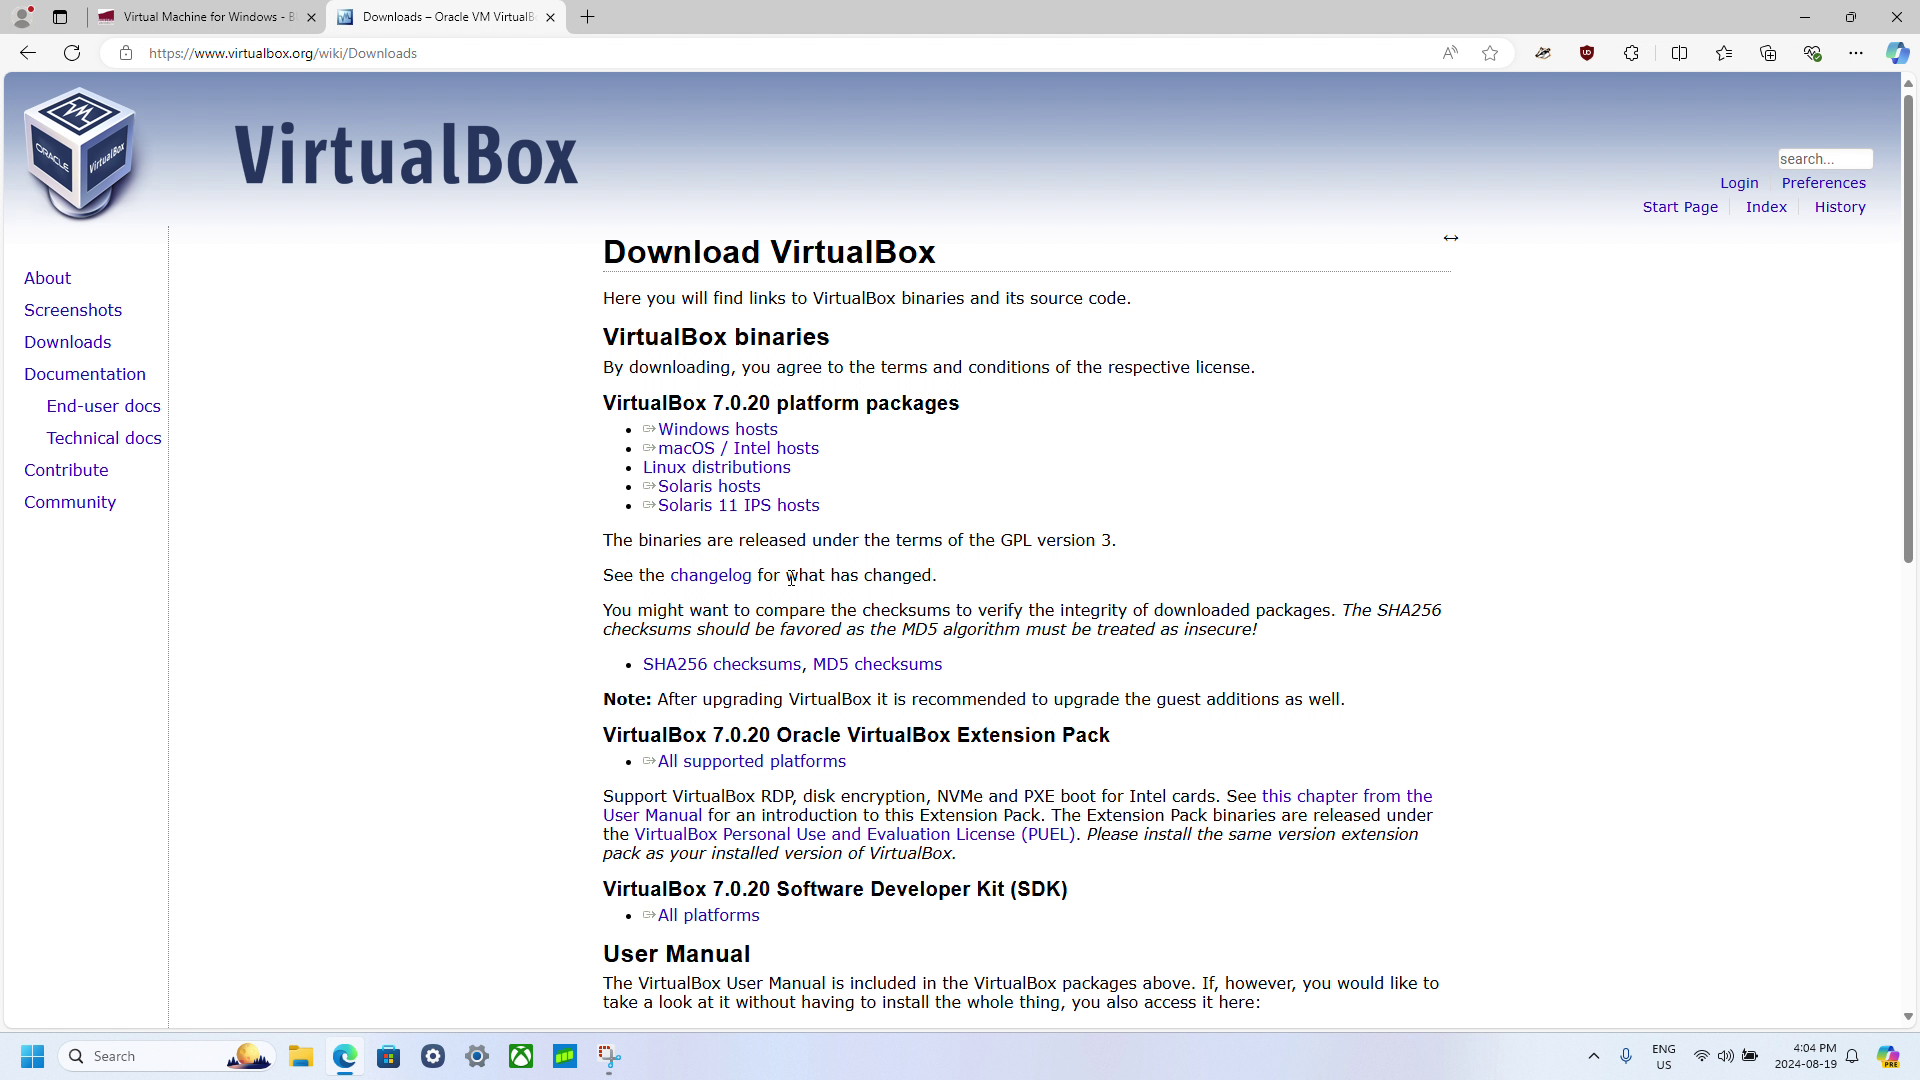 Virtual Machine for Windows - B
Downloads – Oracle VM VirtualB
https://www.virtualbox.org/wiki/Downloads
ORACLE
VirtualBox
VirtualBox
search...
Login
Preferences
Start Page
Index
History
About
Screenshots
Downloads
Documentation
End-user docs
Technical docs
Contribute
Community
Download VirtualBox
Here you will find links to VirtualBox binaries and its source code.
VirtualBox binaries
By downloading, you agree to the terms and conditions of the respective license.
VirtualBox 7.0.20 platform packages
Windows hosts
macOS / Intel hosts
Linux distributions
Solaris hosts
Solaris 11 IPS hosts
The binaries are released under the terms of the GPL version 3.
See the changelog for what has changed.
You might want to compare the checksums to verify the integrity of downloaded packages. The SHA256
checksums should be favored as the MD5 algorithm must be treated as insecure!
SHA256 checksums, MD5 checksums
Note: After upgrading VirtualBox it is recommended to upgrade the guest additions as well.
VirtualBox 7.0.20 Oracle VirtualBox Extension Pack
All supported platforms
Support VirtualBox RDP, disk encryption, NVMe and PXE boot for Intel cards. See this chapter from the
User Manual for an introduction to this Extension Pack. The Extension Pack binaries are released under
the VirtualBox Personal Use and Evaluation License (PUEL). Please install the same version extension
pack as your installed version of VirtualBox.
VirtualBox 7.0.20 Software Developer Kit (SDK)
All platforms
User Manual
The VirtualBox User Manual is included in the VirtualBox packages above. If, however, you would like to
take a look at it without having to install the whole thing, you also access it here:
Search
ENG
US
4:04 PM
2024-08-19
PRE